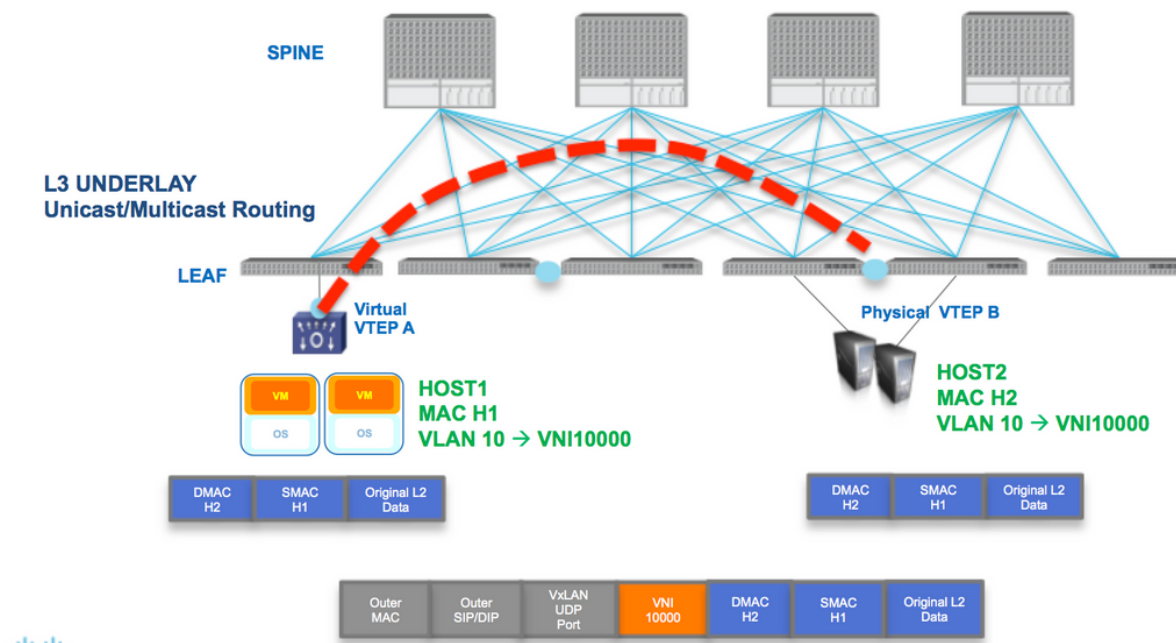 SPINE
L3 UNDERLAY
Unicast/Multicast Routing
LEAF
Virtual
VTEP A
Physical VTEP B
VM
VM
OS
OS
HOST1
MAC H1
VLAN 10 → VNI10000
HOST2
MAC H2
VLAN 10 → VNI10000
DMAC
H2
SMAC
H1
Original L2
Data
DMAC
H2
SMAC
H1
Original L2
Data
Outer
MAC
Outer
SIP/DIP
VxLAN
UDP
Port
VNI
10000
DMAC
H2
SMAC
H1
Original L2
Data